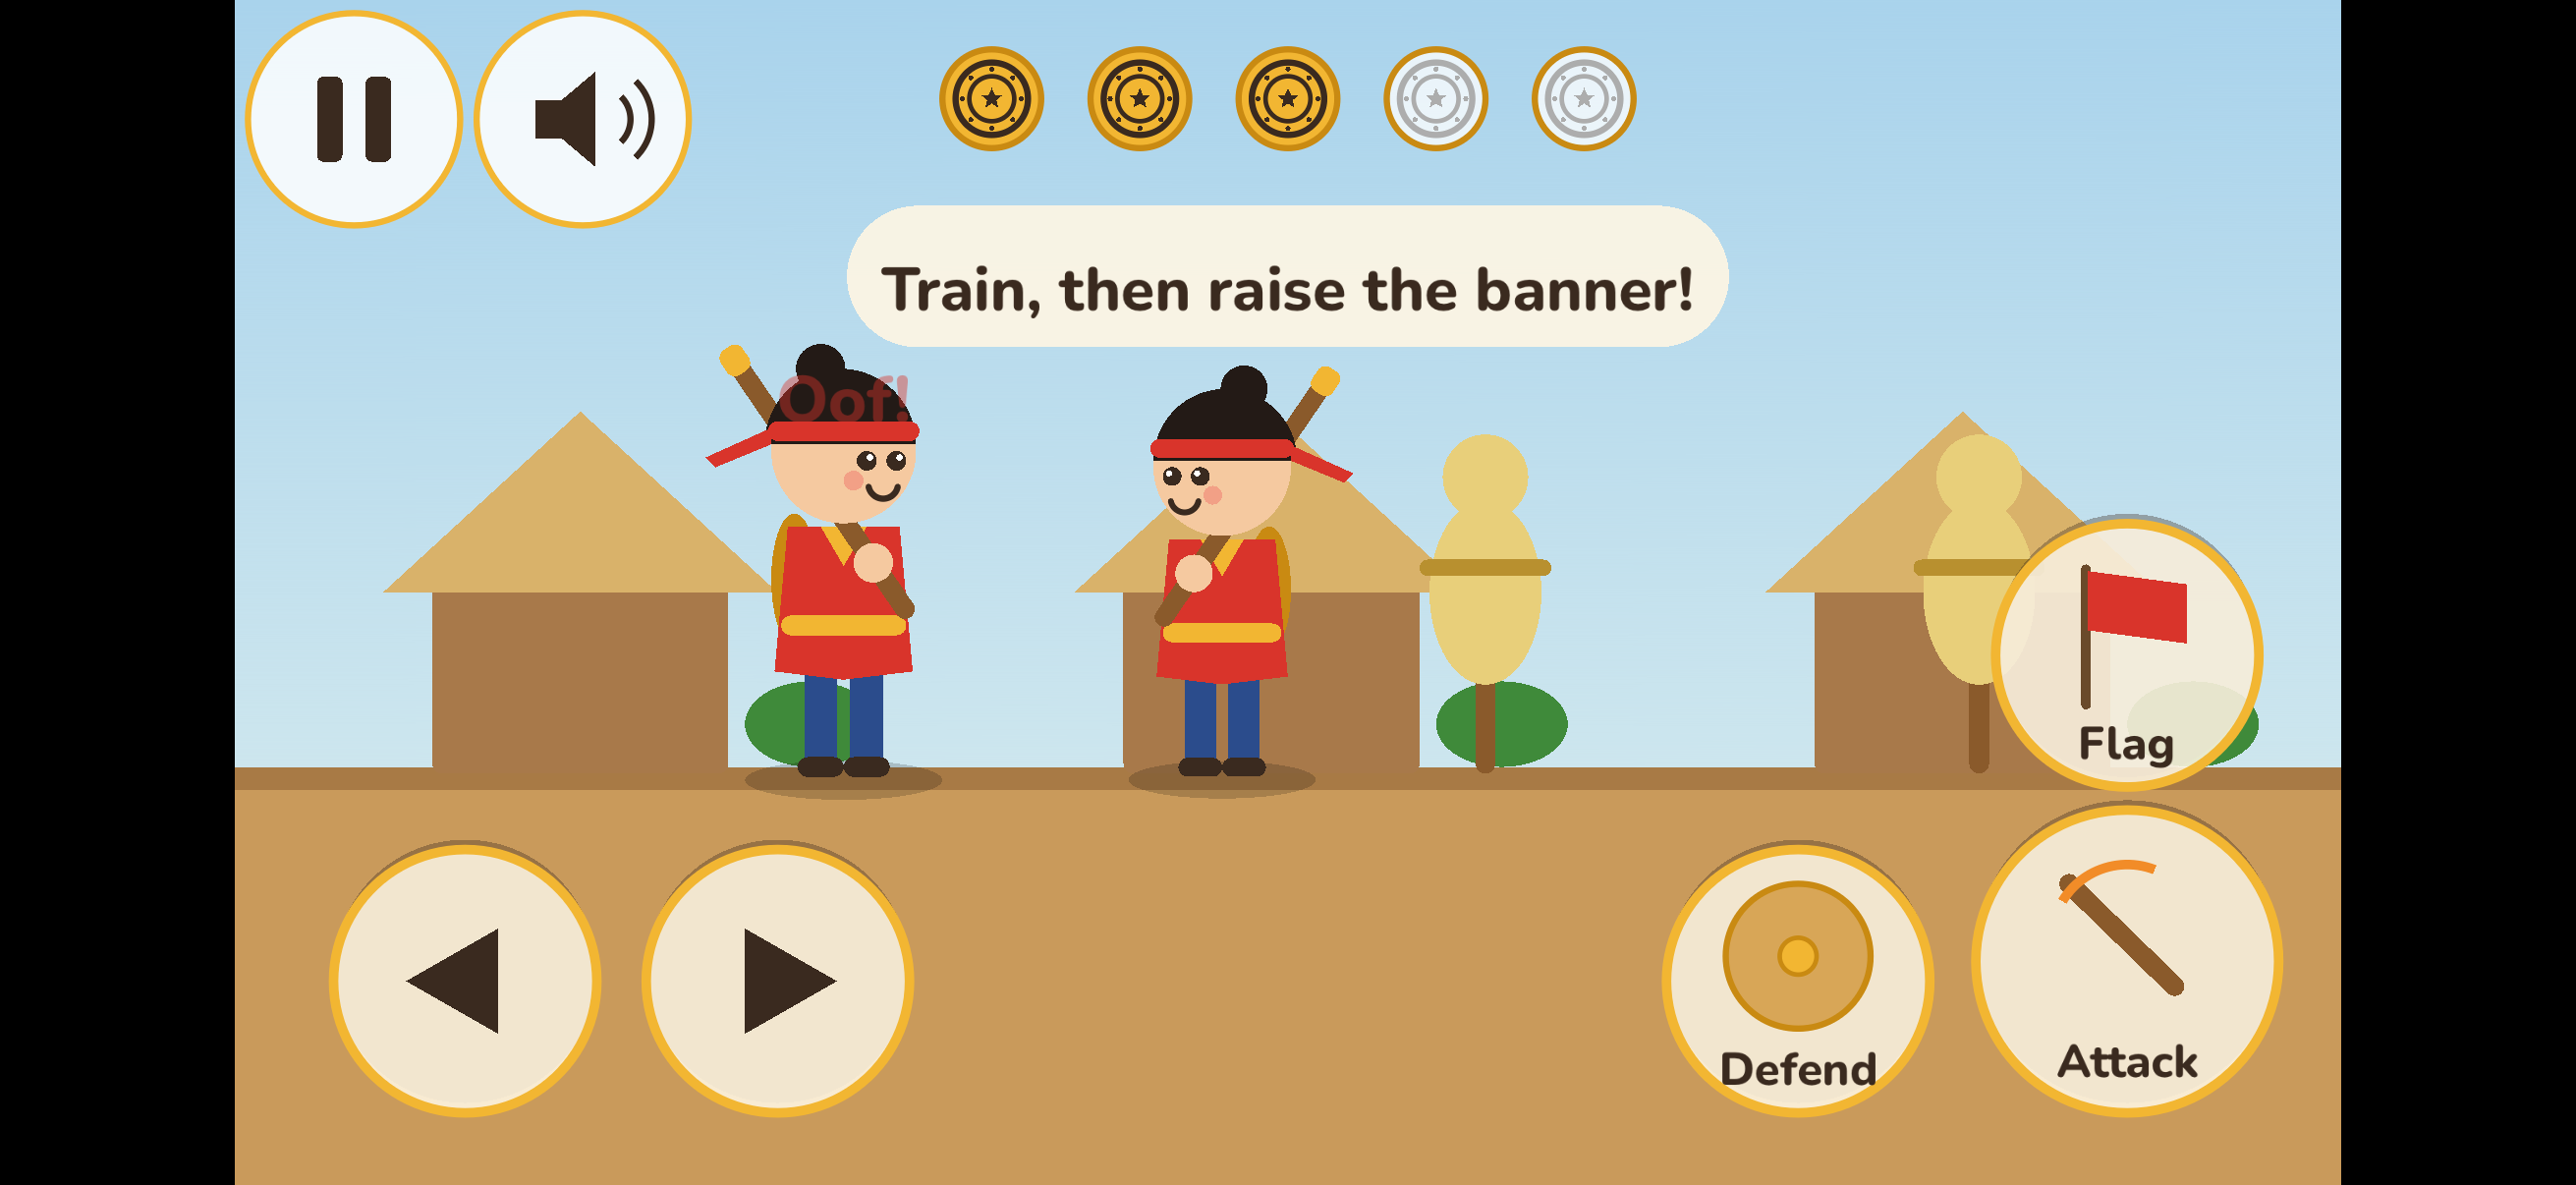 Train, then raise the banner!
Oof!
Flag
Defend
Attack